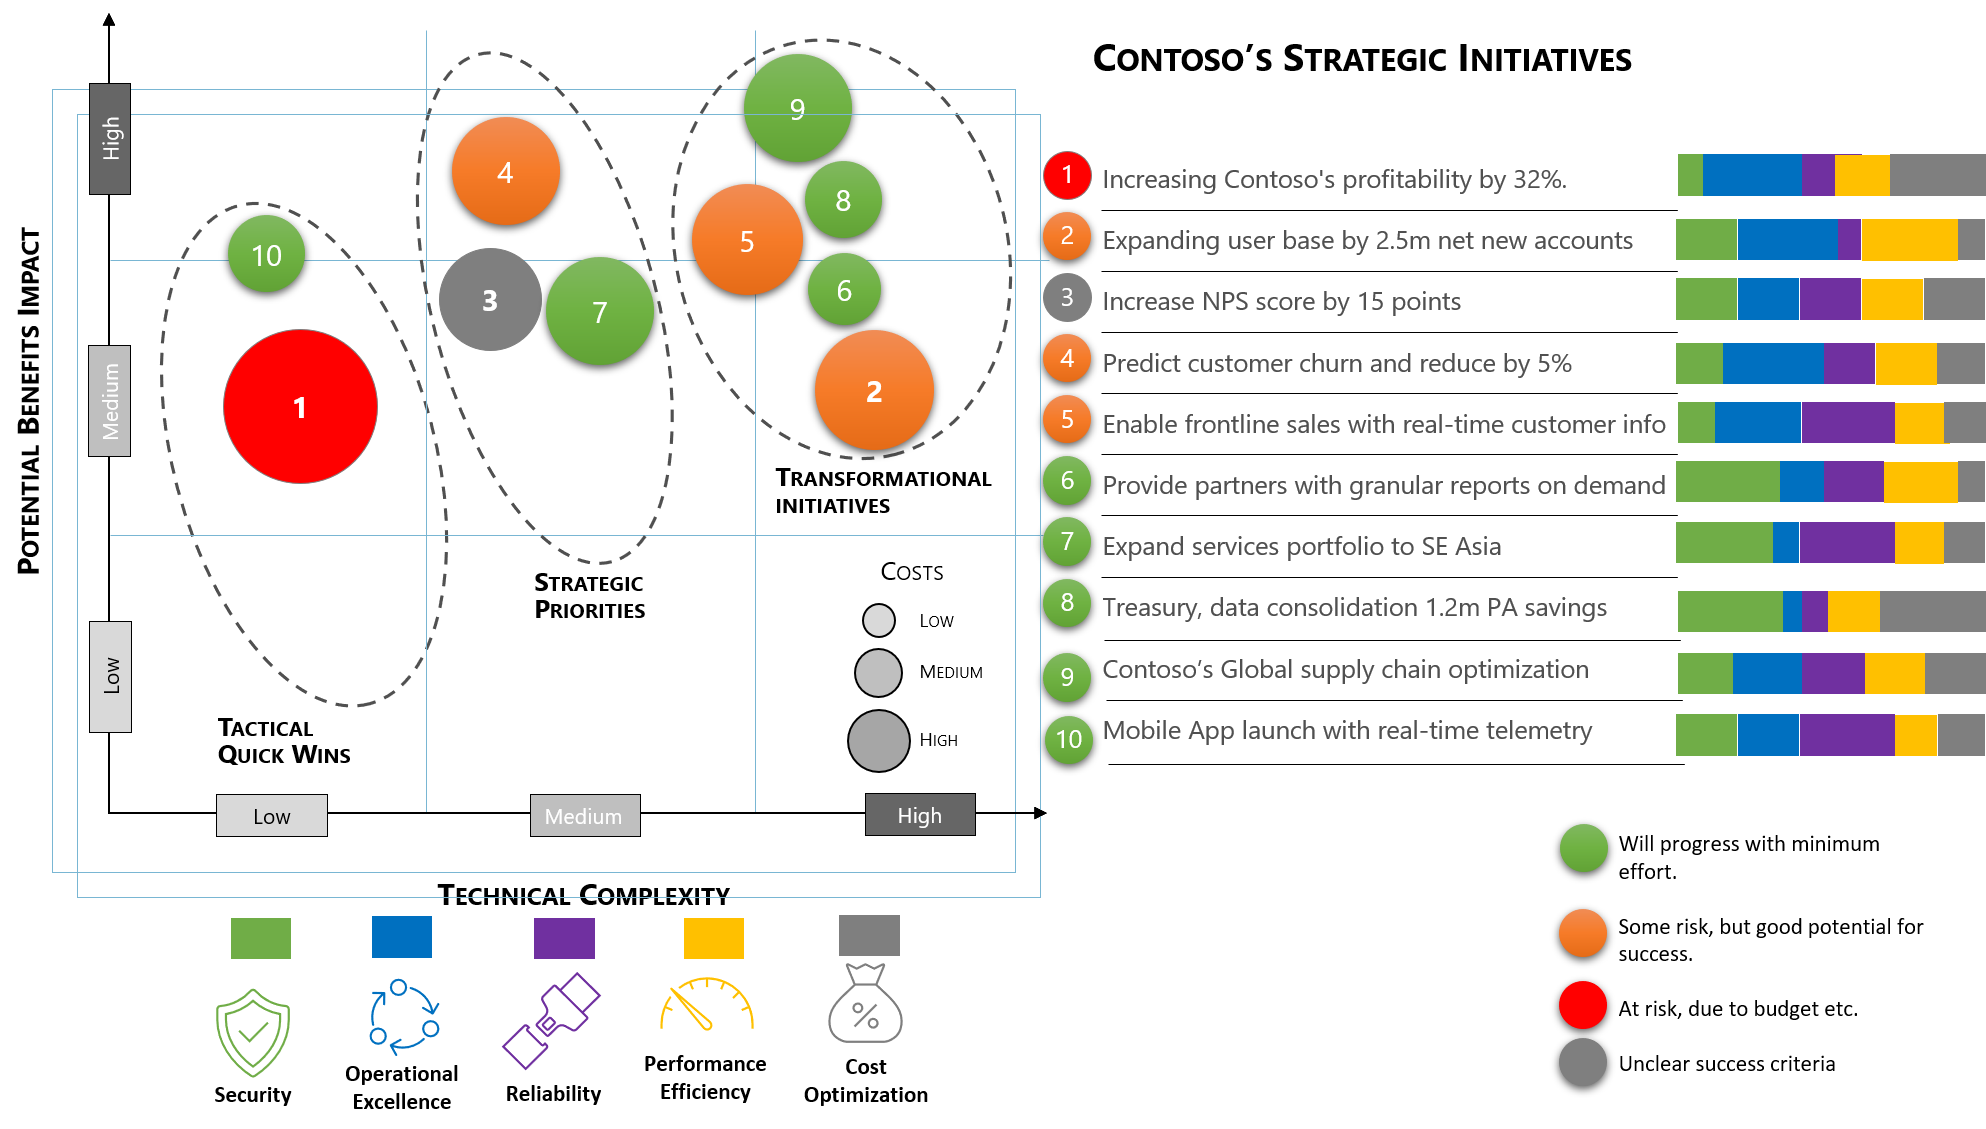 CONTOSO’S STRATEGIC INITIATIVES
POTENTIAL BENEFITS IMPACT
High
Medium
Low
9
4
8
5
10
6
3
7
2
1
TRANSFORMATIONAL
INITIATIVES
STRATEGIC
PRIORITIES
TACTICAL
QUICK WINS
COSTS
LOW
MEDIUM
HIGH
Low
Medium
High
TECHNICAL COMPLEXITY
1 Increasing Contoso's profitability by 32%.
2 Expanding user base by 2.5m net new accounts
3 Increase NPS score by 15 points
4 Predict customer churn and reduce by 5%
5 Enable frontline sales with real-time customer info
6 Provide partners with granular reports on demand
7 Expand services portfolio to SE Asia
8 Treasury, data consolidation 1.2m PA savings
9 Contoso’s Global supply chain optimization
10 Mobile App launch with real-time telemetry
Will progress with minimum
effort.
Some risk, but good potential for
success.
At risk, due to budget etc.
Unclear success criteria
Security
Operational
Excellence
Reliability
Performance
Efficiency
%
Cost
Optimization